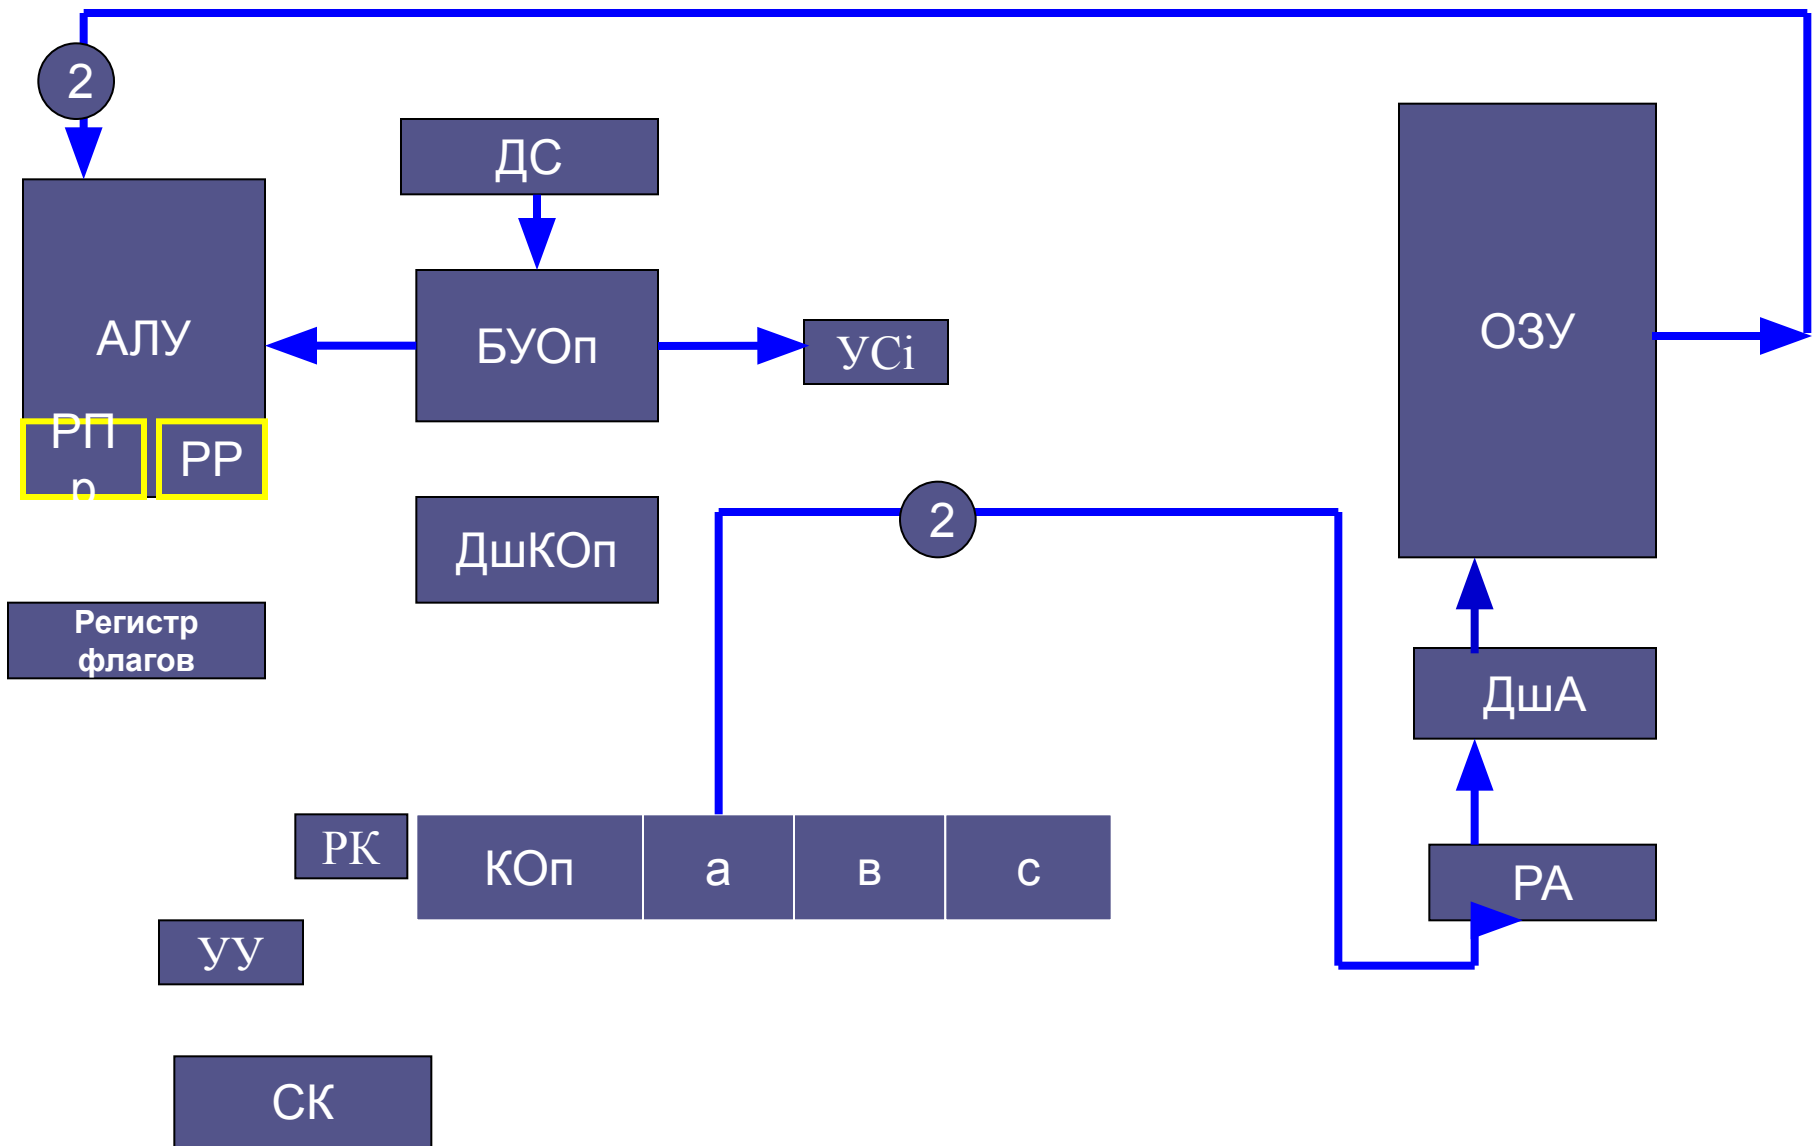 2
ДС
АЛУ
БУОп
УСi
ОЗУ
РП
р
РР
2
ДшКОп
Регистр
флагов
ДшА
РК
КОп
а
в
с
РА
УУ
СК